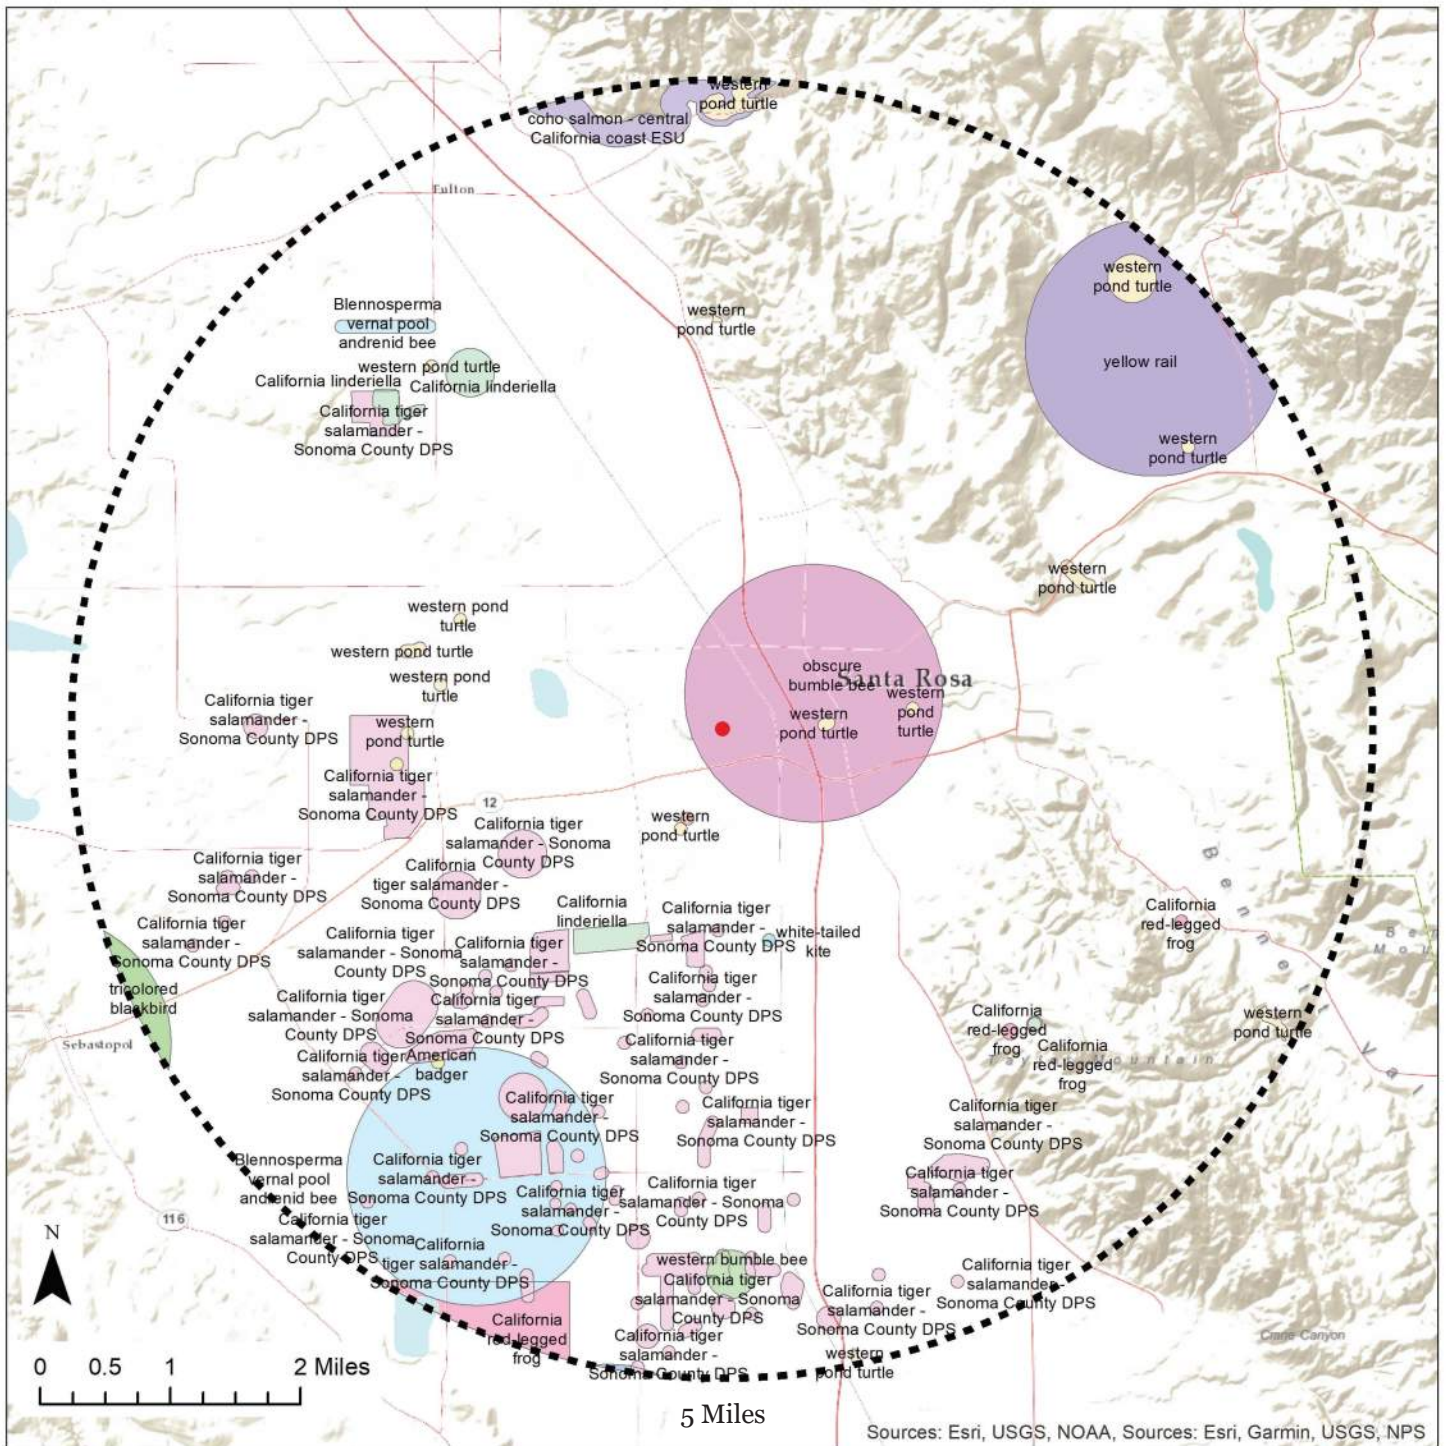 western
pond turtle
coho salmon - central
California coast ESU
Fulton
western
pond turtle
yellow rail
western
pond turtle
Blennosperma
vernal pool
andrenid bee
western
pond turtle
western pond turtle
California linderiella
California linderiella
California tiger
salamander -
Sonoma County DPS
western
pond turtle
western pond
turtle
western pond turtle
western pond
turtle
obscure
bumble bee
Santa Rosa
western
pond
turtle
western
pond turtle
California tiger
salamander -
Sonoma County DPS
western
pond turtle
California tiger
salamander -
Sonoma County DPS
12
western
pond turtle
California tiger
salamander - Sonoma
County DPS
California
tiger salamander -
Sonoma County DPS
California tiger
salamander -
Sonoma County DPS
California tiger
salamander -
Sonoma County DPS
California
linderiella
California tiger
salamander -
Sonoma County DPS
white-tailed
kite
California
red-legged
frog
Bennett Val
tricolored
blackbird
Sebastopol
California tiger
salamander - Sonoma
County DPS
California tiger
salamander -
Sonoma County DPS
California tiger
salamander -
Sonoma County DPS
California tiger
salamander - Sonoma
County DPS
California tiger
salamander -
Sonoma County DPS
California tiger
salamander -
Sonoma County DPS
American
badger
California tiger
salamander -
Sonoma County DPS
California
red-legged
frog
California
red-legged
frog
Mountain
western
pond turtle
California tiger
salamander -
Sonoma County DPS
California tiger
salamander -
Sonoma County DPS
California tiger
salamander -
Sonoma County DPS
Blennosperma
vernal pool
andrenid bee
California tiger
salamander -
Sonoma County DPS
California tiger
salamander -
Sonoma County DPS
California tiger
salamander - Sonoma
County DPS
California tiger
salamander -
Sonoma County DPS
116
California tiger
salamander - Sonoma
County DPS
California
tiger salamander -
Sonoma County DPS
western bumble bee
California tiger
salamander - Sonoma
County DPS
California tiger
salamander -
Sonoma County DPS
California tiger
salamander -
Sonoma County DPS
California
red-legged
frog
California tiger
salamander -
Sonoma County DPS
western
pond turtle
Crane Canyon
N
0 0.5 1 2 Miles
5 Miles
Sources: Esri, USGS, NOAA, Sources: Esri, Garmin, USGS, NPS